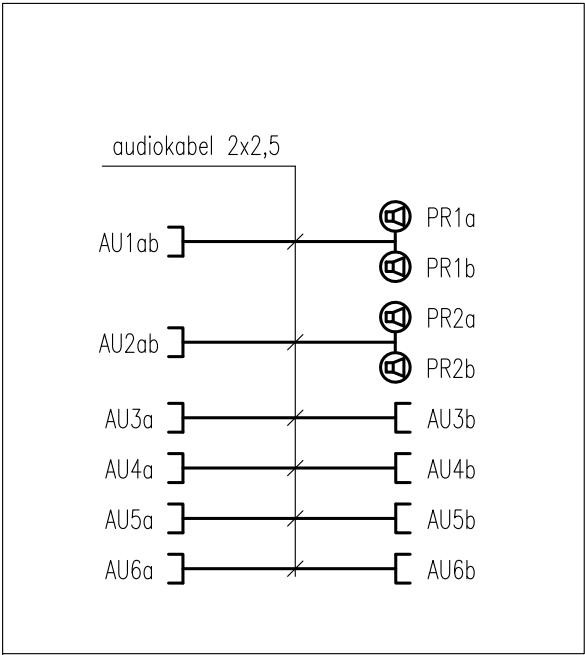 audiokabel 2x2,5
PR1a
AU1ab
PR1b
PR2a
AU2ab
PR2b
AU3a AU3b
AU4a AU4b
AU5a AU5b
AU6a AU6b